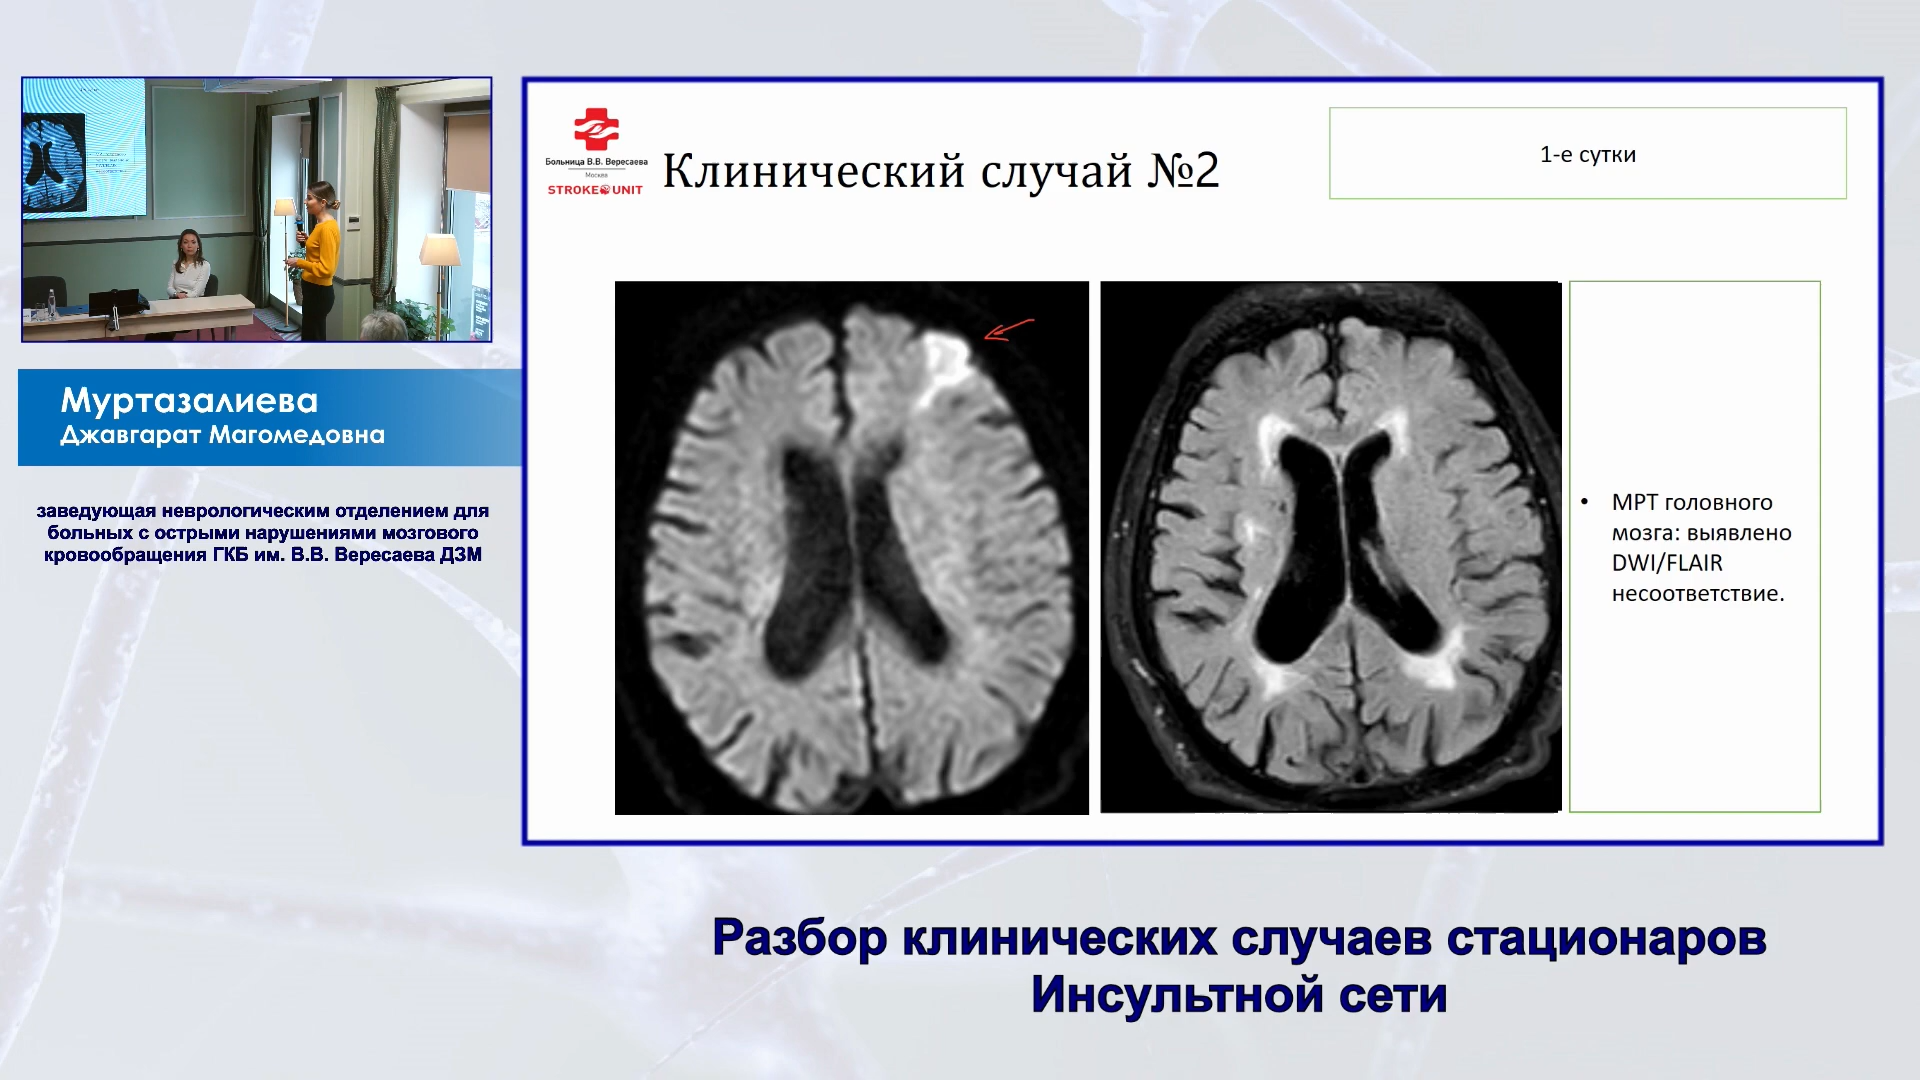 Больница В.В. Вересаева
Москва
STROKE UNIT
Клинический случай №2
1-е сутки
Муртазалиева
Джавгарат Магомедовна
заведующая неврологическим отделением для
больных с острыми нарушениями мозгового
кровообращения ГКБ им. В.В. Вересаева ДЗМ
• МРТ головного
мозга: выявлено
DWI/FLAIR
несоответствие.
Разбор клинических случаев стационаров
Инсультной сети